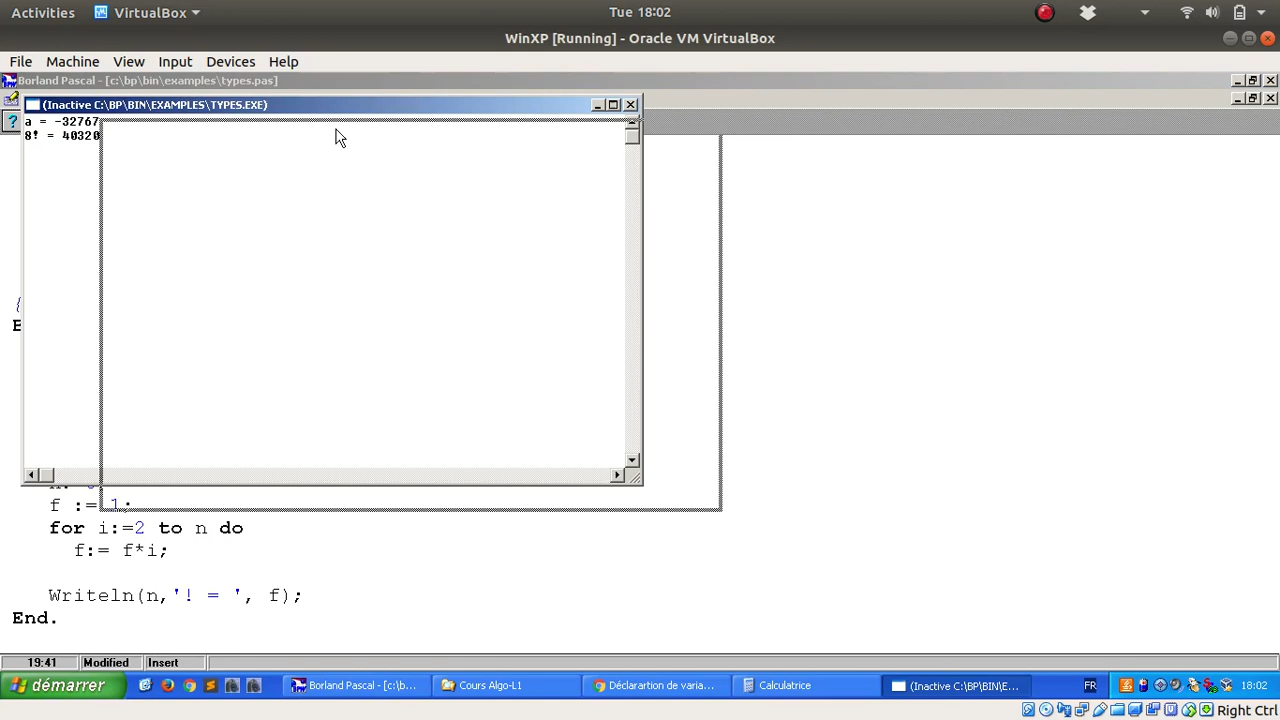 Activities VirtualBox Tue 18:02
WinXP [Running] - Oracle VM VirtualBox
File Machine View Input Devices Help
Borland Pascal - [c:\bp\bin\examples\types.pas]
(Inactive C:\BP\BIN\EXAMPLES\TYPES.EXE)
a = -32767
8! = 40320
{
f := 1;
for i:=2 to n do
f:= f*i;
Writeln(n,'! = ', f);
End.
19:41 Modified Insert
démarrer Borland Pascal - [c:\b... Cours Algo-L1 Déclarartion de varia... Calculatrice (Inactive C:\BP\BIN\E... FR 18:02
Right Ctrl